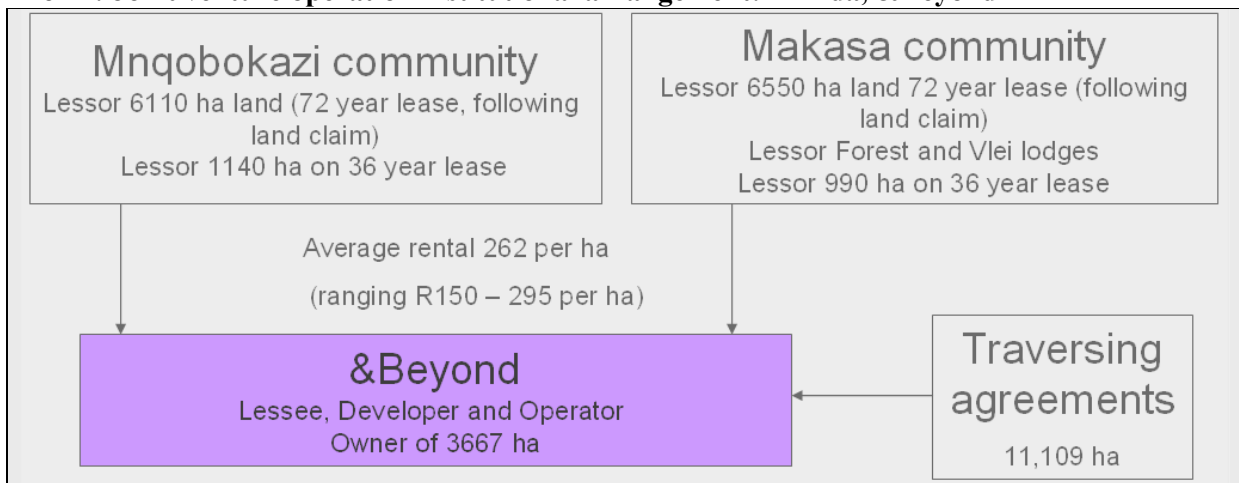 Mnqobokazi community
Lessor 6110 ha land (72 year lease, following
land claim)
Lessor 1140 ha on 36 year lease
Makasa community
Lessor 6550 ha land 72 year lease (following
land claim)
Lessor Forest and Vlei lodges
Lessor 990 ha on 36 year lease
Average rental 262 per ha
(ranging R150 – 295 per ha)
&Beyond
Lessee, Developer and Operator
Owner of 3667 ha
Traversing
agreements
11,109 ha